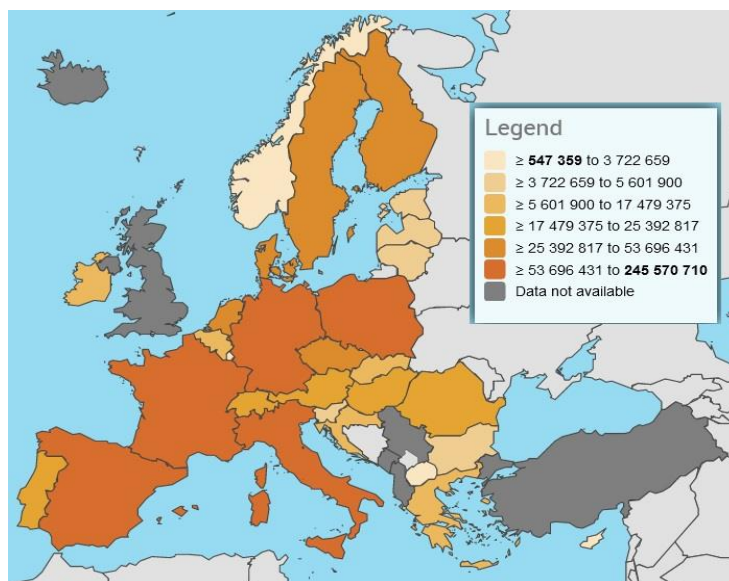 Legend
≥ 547 359 to 3 722 659
≥ 3 722 659 to 5 601 900
≥ 5 601 900 to 17 479 375
≥ 17 479 375 to 25 392 817
≥ 25 392 817 to 53 696 431
≥ 53 696 431 to 245 570 710
Data not available